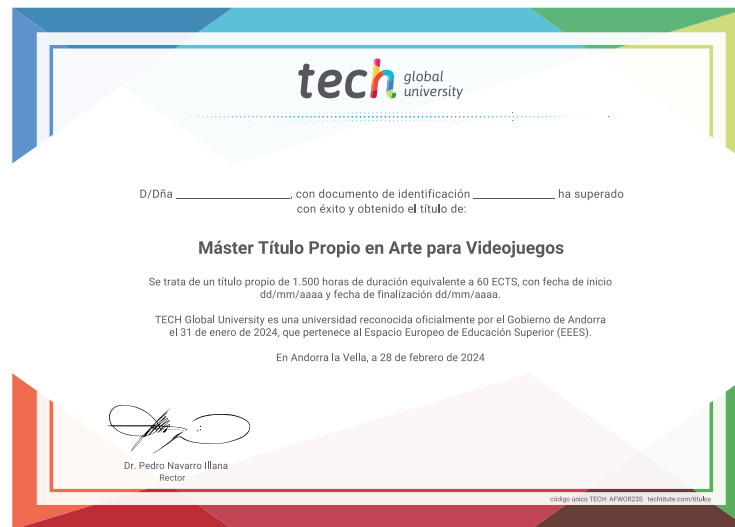 tech global university
D/Dña ____________________, con documento de identificación ______________ ha superado
con éxito y obtenido el título de:
Máster Título Propio en Arte para Videojuegos
Se trata de un título propio de 1.500 horas de duración equivalente a 60 ECTS, con fecha de inicio
dd/mm/aaaa y fecha de finalización dd/mm/aaaa.
TECH Global University es una universidad reconocida oficialmente por el Gobierno de Andorra
el 31 de enero de 2024, que pertenece al Espacio Europeo de Educación Superior (EEES).
En Andorra la Vella, a 28 de febrero de 2024
Dr. Pedro Navarro Illana
Rector
código único TECH: AFWOR23S techtitute.com/titulos